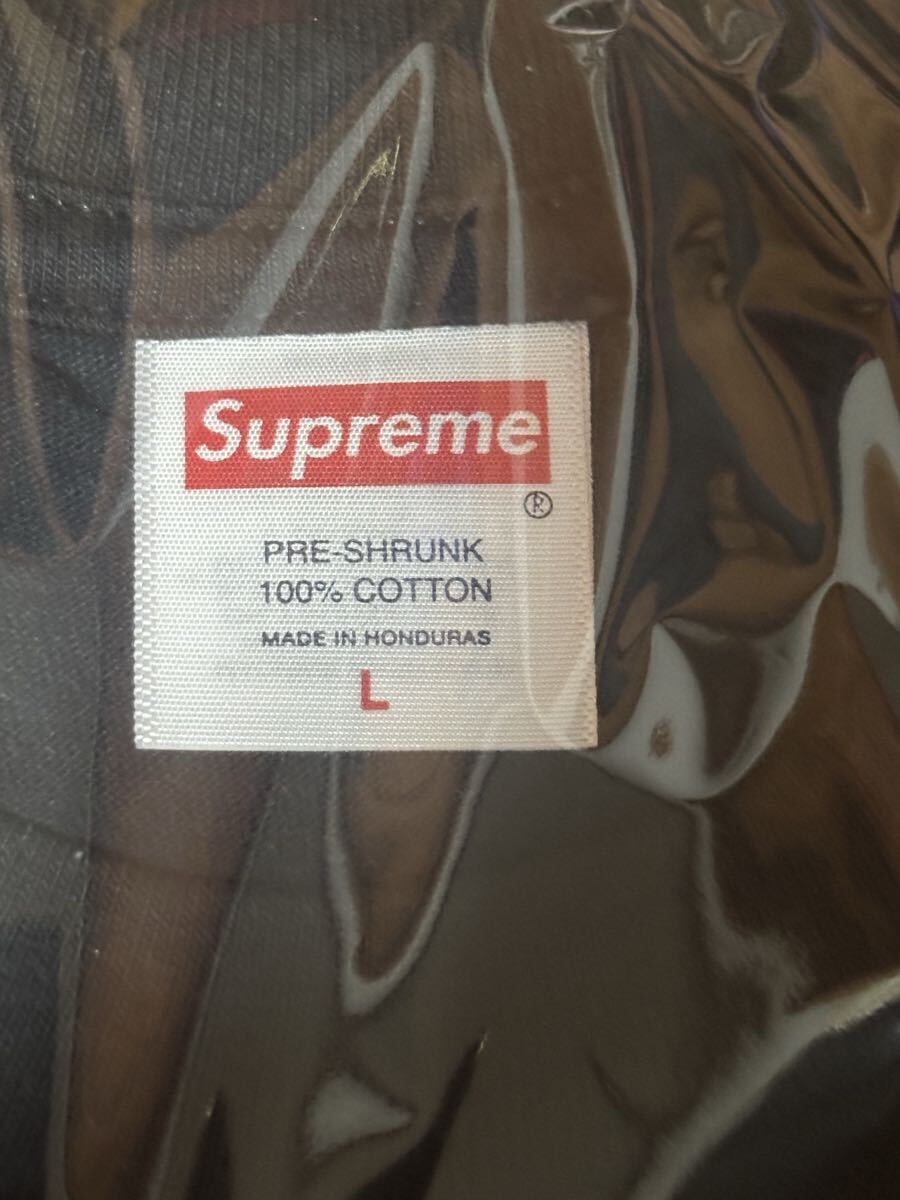 Supreme
®
PRE-SHRUNK
100% COTTON
MADE IN HONDURAS
L